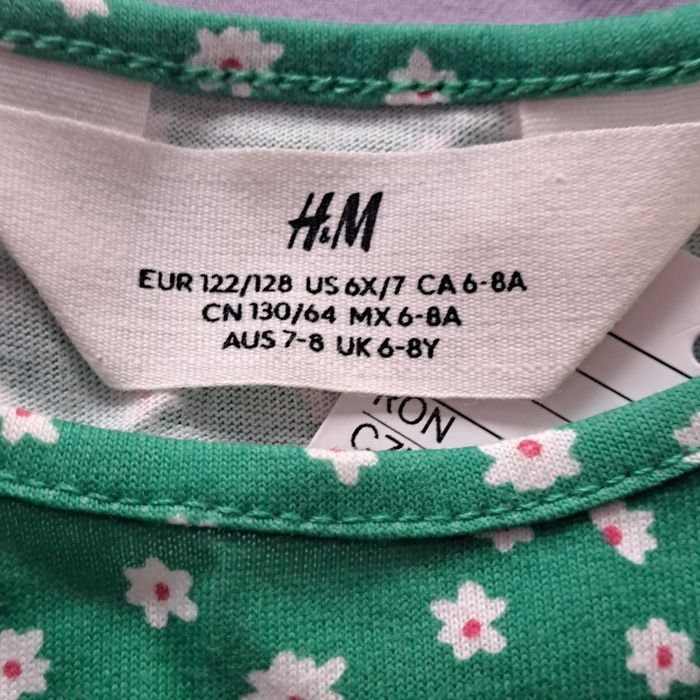 H&M
EUR 122/128 US 6X/7 CA 6-8A
CN 130/64 MX 6-8A
AUS 7-8 UK 6-8Y
RON